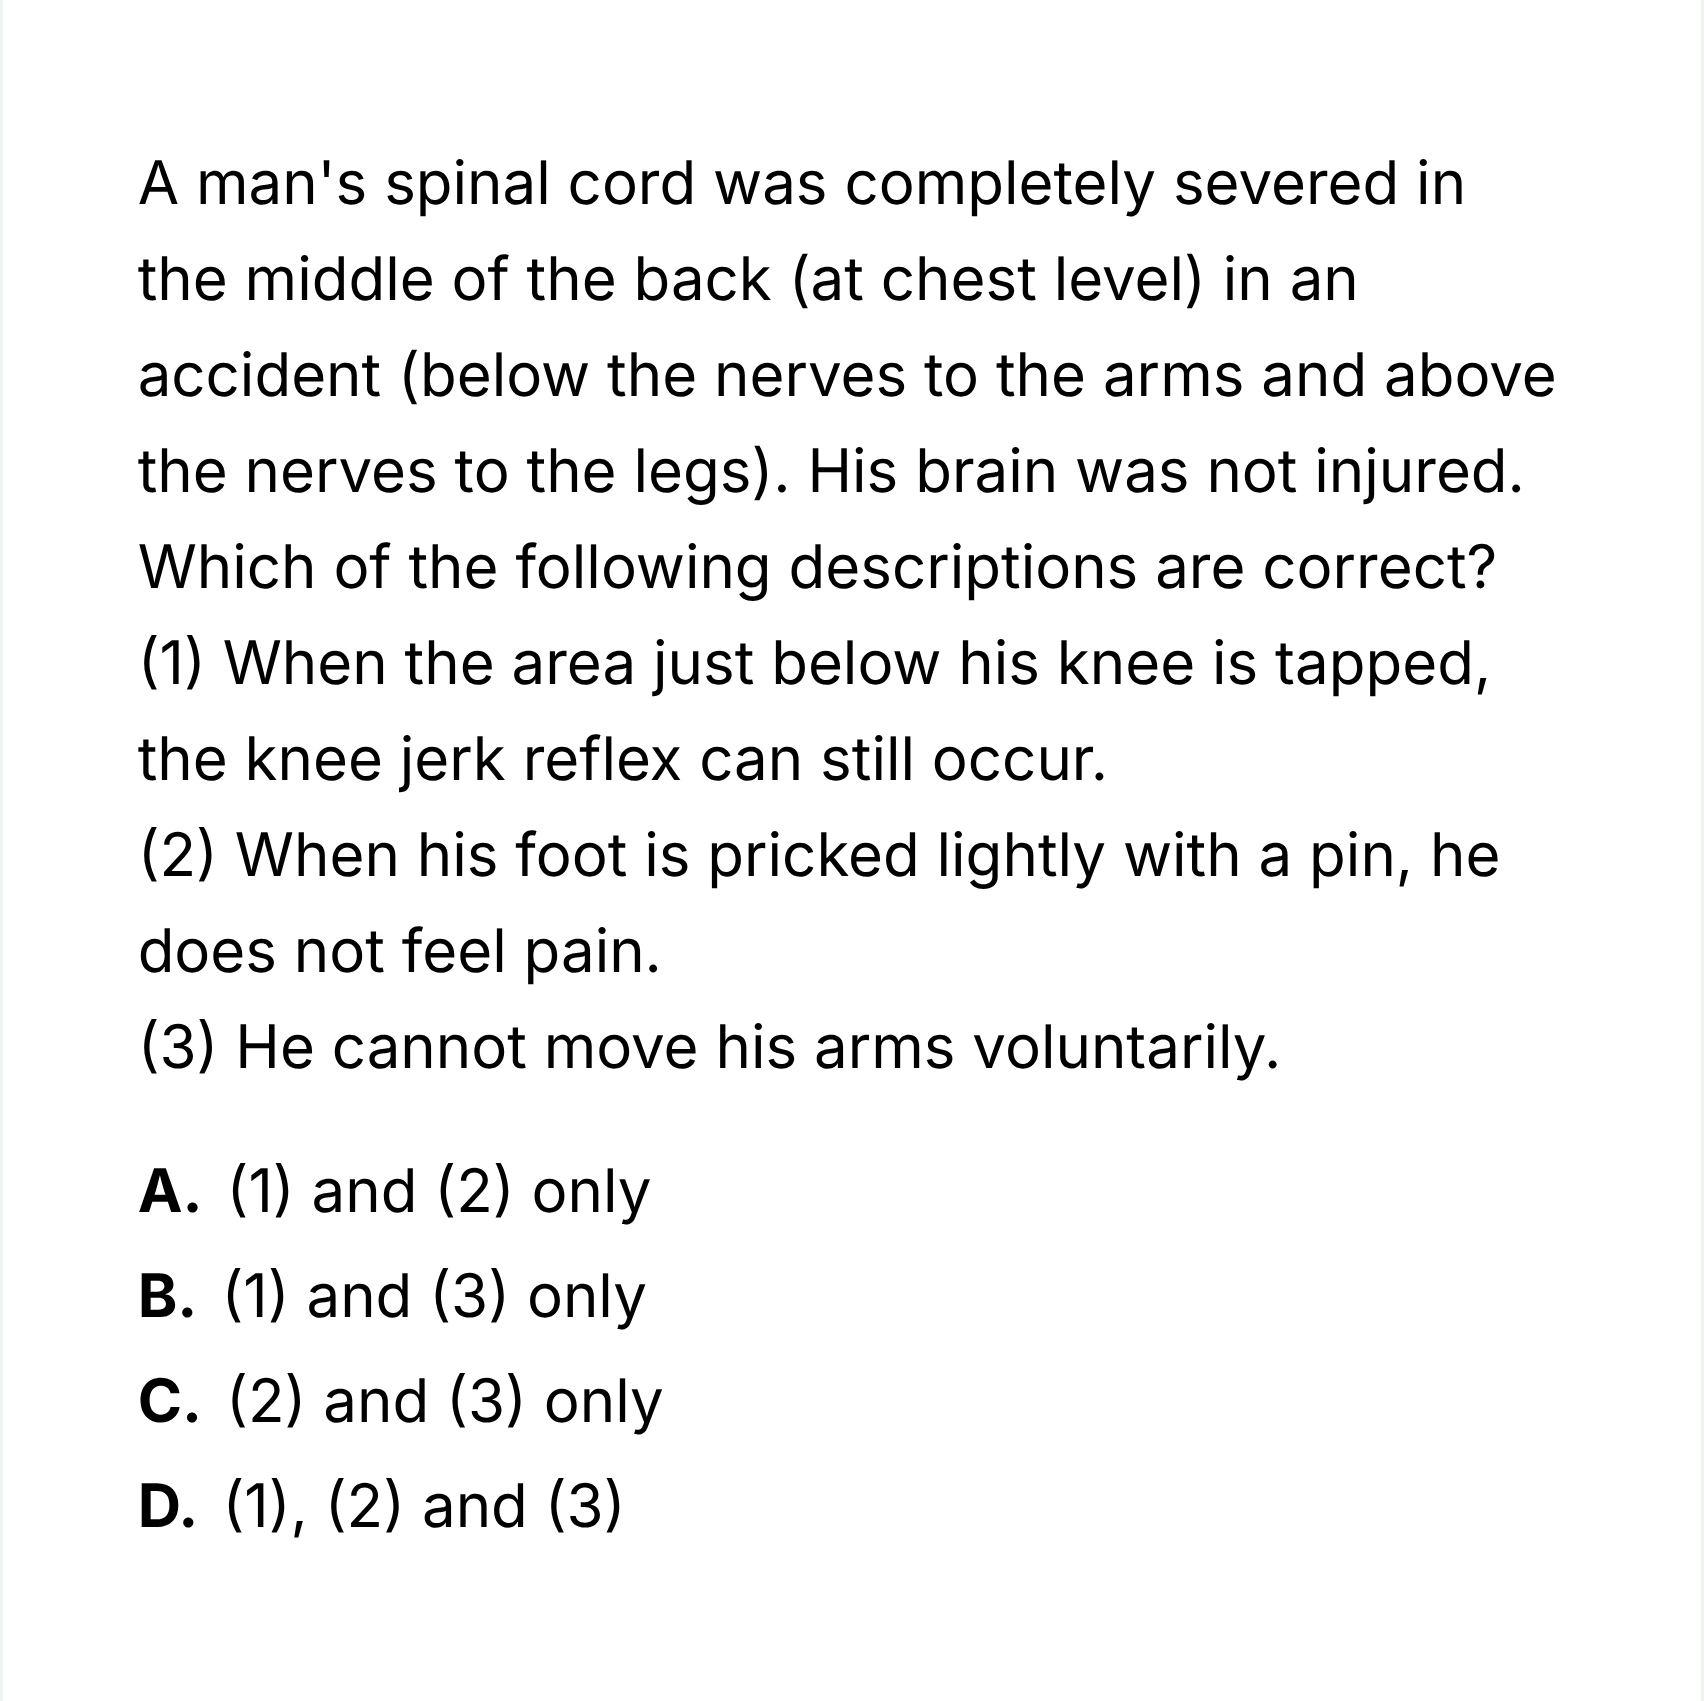 A man's spinal cord was completely severed in
the middle of the back (at chest level) in an
accident (below the nerves to the arms and above
the nerves to the legs). His brain was not injured.
Which of the following descriptions are correct?
(1) When the area just below his knee is tapped,
the knee jerk reflex can still occur.
(2) When his foot is pricked lightly with a pin, he
does not feel pain.
(3) He cannot move his arms voluntarily.
A. (1) and (2) only
B. (1) and (3) only
C. (2) and (3) only
D. (1), (2) and (3)